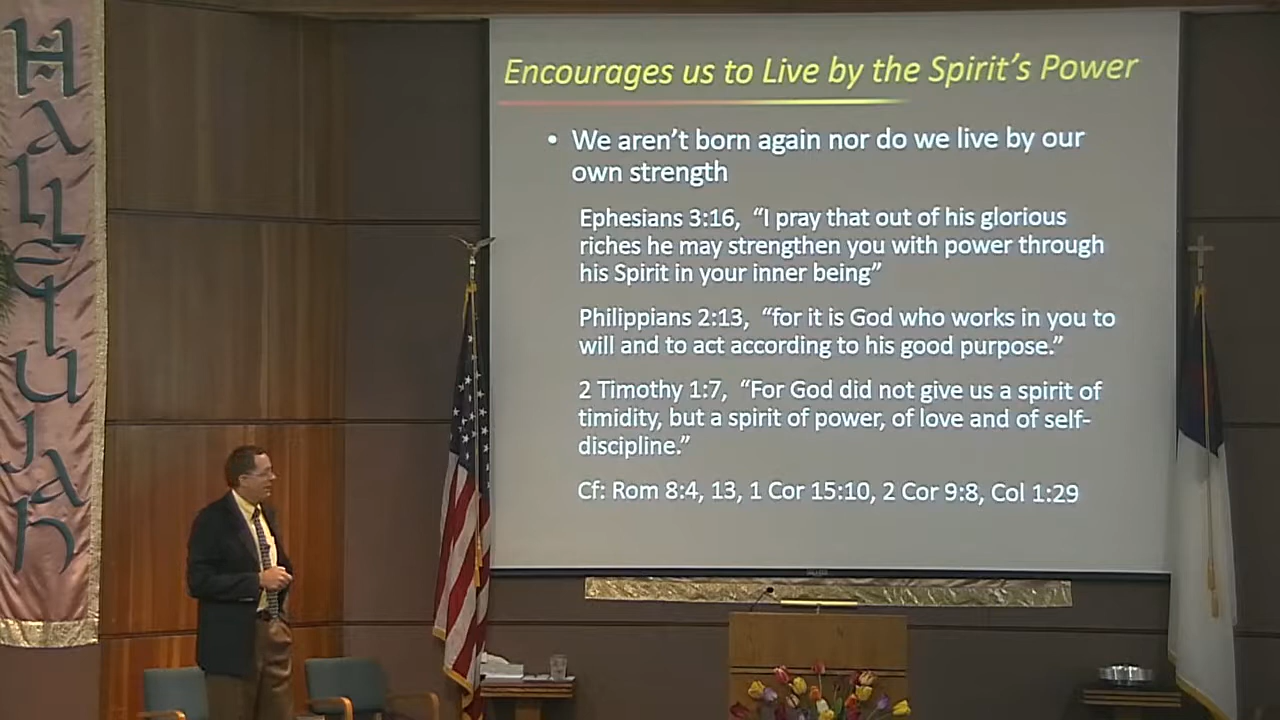 Hallelujah
Encourages us to Live by the Spirit's Power
• We aren't born again nor do we live by our
own strength
Ephesians 3:16, “I pray that out of his glorious
riches he may strengthen you with power through
his Spirit in your inner being”
Philippians 2:13, “for it is God who works in you to
will and to act according to his good purpose.”
2 Timothy 1:7, “For God did not give us a spirit of
timidity, but a spirit of power, of love and of self-
discipline.”
Cf: Rom 8:4, 13, 1 Cor 15:10, 2 Cor 9:8, Col 1:29